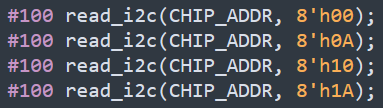 #100 read_i2c(CHIP_ADDR, 8'h00);
#100 read_i2c(CHIP_ADDR, 8'h0A);
#100 read_i2c(CHIP_ADDR, 8'h10);
#100 read_i2c(CHIP_ADDR, 8'h1A);